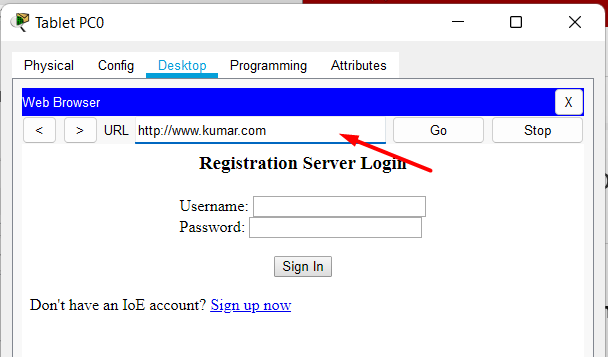 Tablet PC0
Physical Config Desktop Programming Attributes
Web Browser X
< > URL http://www.kumar.com Go Stop
Registration Server Login
Username:
Password:
Sign In
Don't have an IoE account? Sign up now